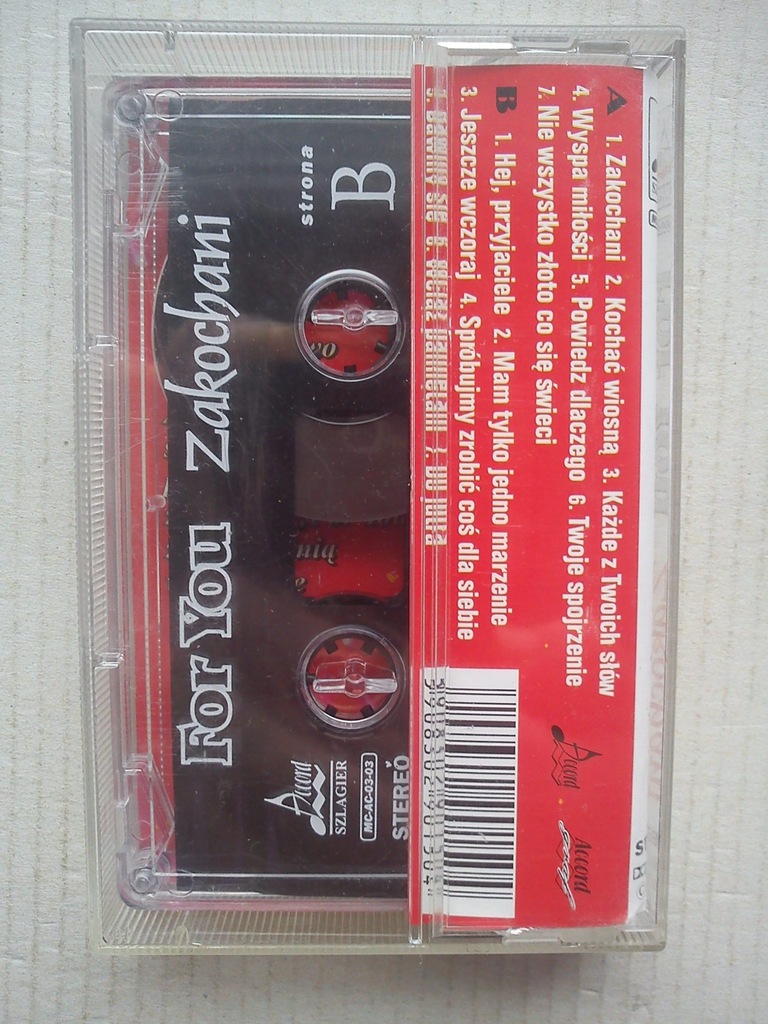 A 1. Zakochani 2. Kochać wiosną 3. Każde z Twoich słów
4. Wyspa miłości 5. Powiedz dlaczego 6. Twoje spojrzenie
7. Nie wszystko złoto co się świeci
B 1. Hej, przyjaciele 2. Mam tylko jedno marzenie
3. Jeszcze wczoraj 4. Spróbujmy zrobić coś dla siebie
Accord
Accord
strona
B
For You
Zakochani
Accord
SZLAGIER
MC-AC-03-03
STEREO